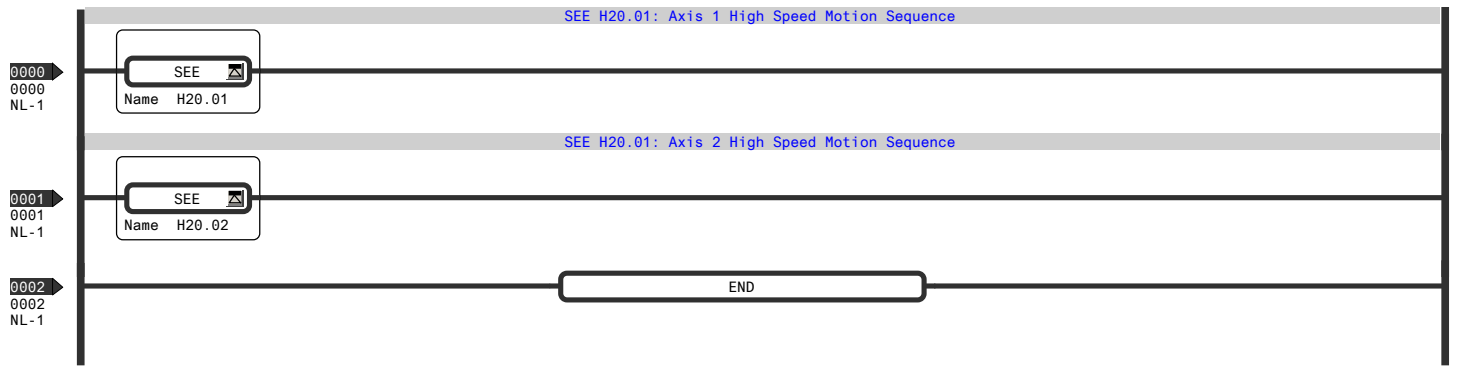 SEE H20.01: Axis 1 High Speed Motion Sequence
0000 SEE
0000
NL-1 Name H20.01
SEE H20.01: Axis 2 High Speed Motion Sequence
0001 SEE
0001
NL-1 Name H20.02
0002 END
0002
NL-1